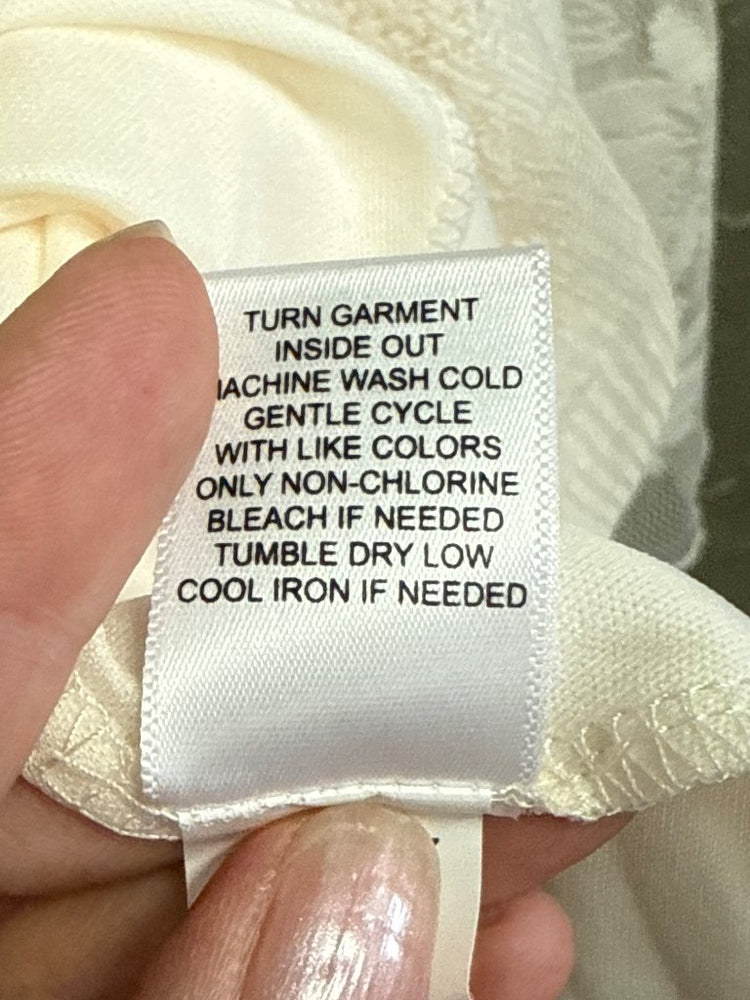 TURN GARMENT
INSIDE OUT
MACHINE WASH COLD
GENTLE CYCLE
WITH LIKE COLORS
ONLY NON-CHLORINE
BLEACH IF NEEDED
TUMBLE DRY LOW
COOL IRON IF NEEDED